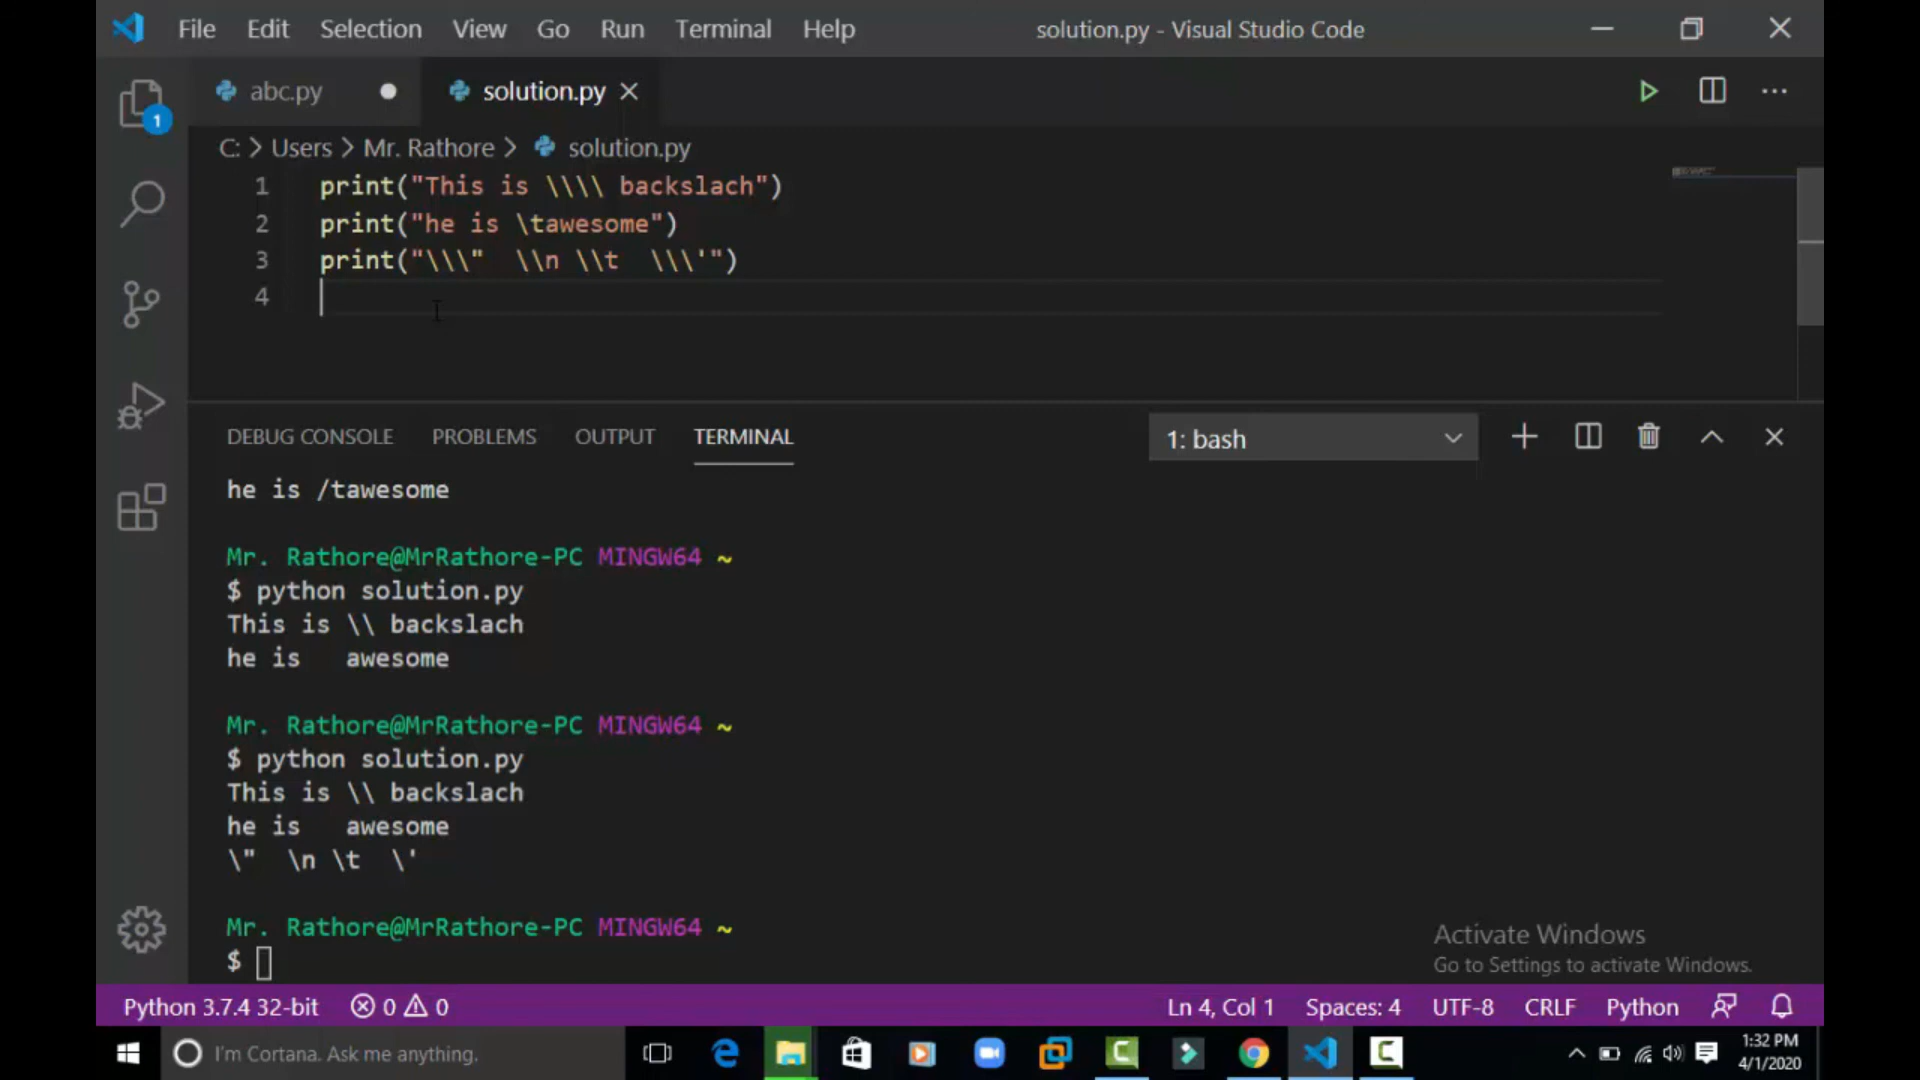 File Edit Selection View Go Run Terminal Help solution.py - Visual Studio Code
abc.py solution.py
1
C: > Users > Mr. Rathore > solution.py
1 print("This is \\\\ backslach")
2 print("he is \tawesome")
3 print("\\\"  \\n \\t  \\\'")
4
DEBUG CONSOLE PROBLEMS OUTPUT TERMINAL 1: bash
he is /tawesome
Mr. Rathore@MrRathore-PC MINGW64 ~
$ python solution.py
This is \\ backslach
he is   awesome
Mr. Rathore@MrRathore-PC MINGW64 ~
$ python solution.py
This is \\ backslach
he is   awesome
\"  \n \t  \'
Mr. Rathore@MrRathore-PC MINGW64 ~
$
Activate Windows
Go to Settings to activate Windows.
Python 3.7.4 32-bit 0 0 Ln 4, Col 1 Spaces: 4 UTF-8 CRLF Python
I'm Cortana. Ask me anything. 1:32 PM
4/1/2020